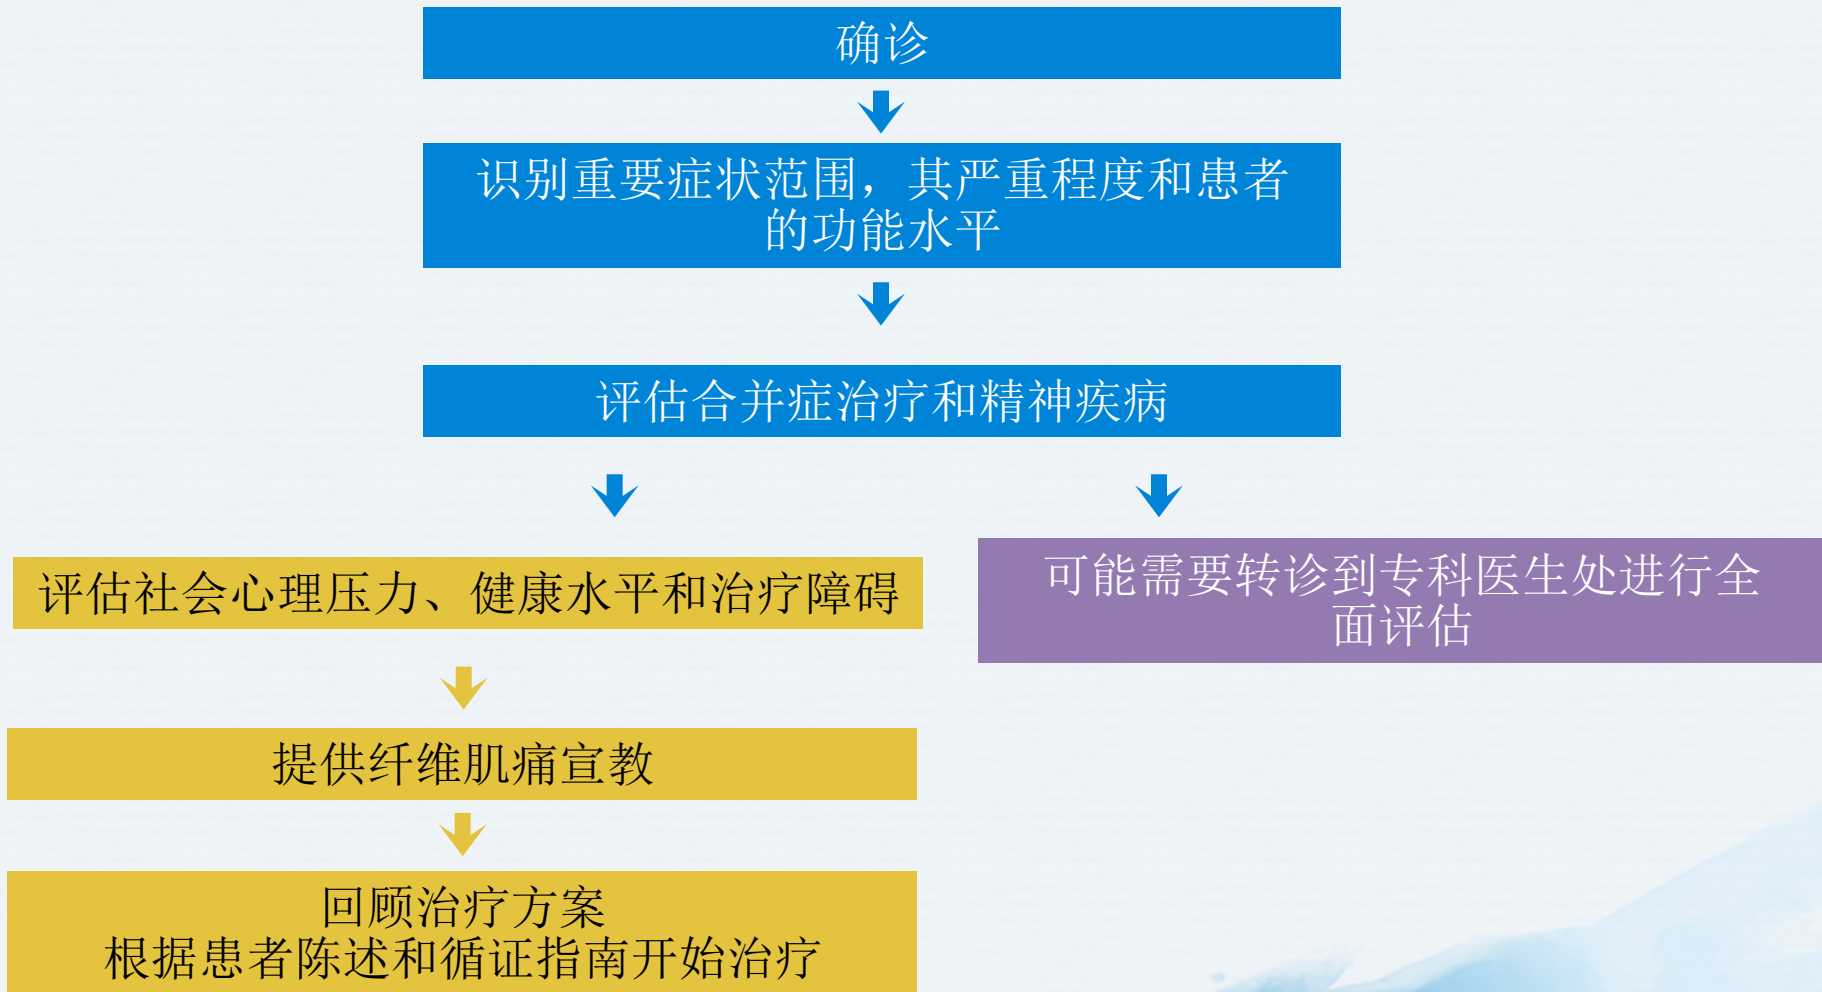 确诊
识别重要症状范围，其严重程度和患者
的功能水平
评估合并症治疗和精神疾病
评估社会心理压力、健康水平和治疗障碍
可能需要转诊到专科医生处进行全
面评估
提供纤维肌痛宣教
回顾治疗方案
根据患者陈述和循证指南开始治疗